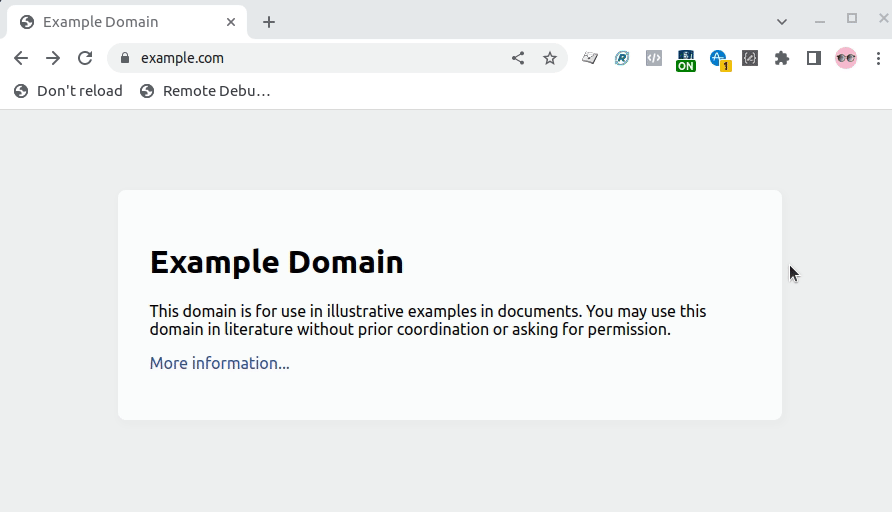 Example Domain
example.com
ON
1
Don't reload
Remote Debu…
Example Domain
This domain is for use in illustrative examples in documents. You may use this
domain in literature without prior coordination or asking for permission.
More information...